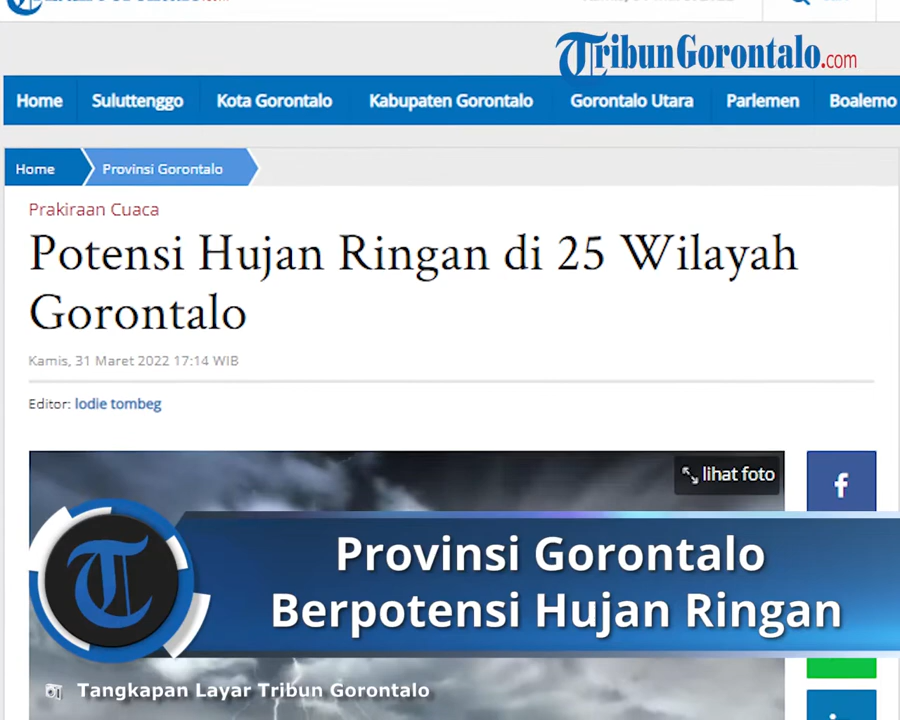 TribunGorontalo.com
Home Suluttenggo Kota Gorontalo Kabupaten Gorontalo Gorontalo Utara Parlemen Boalemo
Home Provinsi Gorontalo
Prakiraan Cuaca
Potensi Hujan Ringan di 25 Wilayah
Gorontalo
Kamis, 31 Maret 2022 17:14 WIB
Editor: lodie tombeg
lihat foto
f
Provinsi Gorontalo
Berpotensi Hujan Ringan
T
Tangkapan Layar Tribun Gorontalo